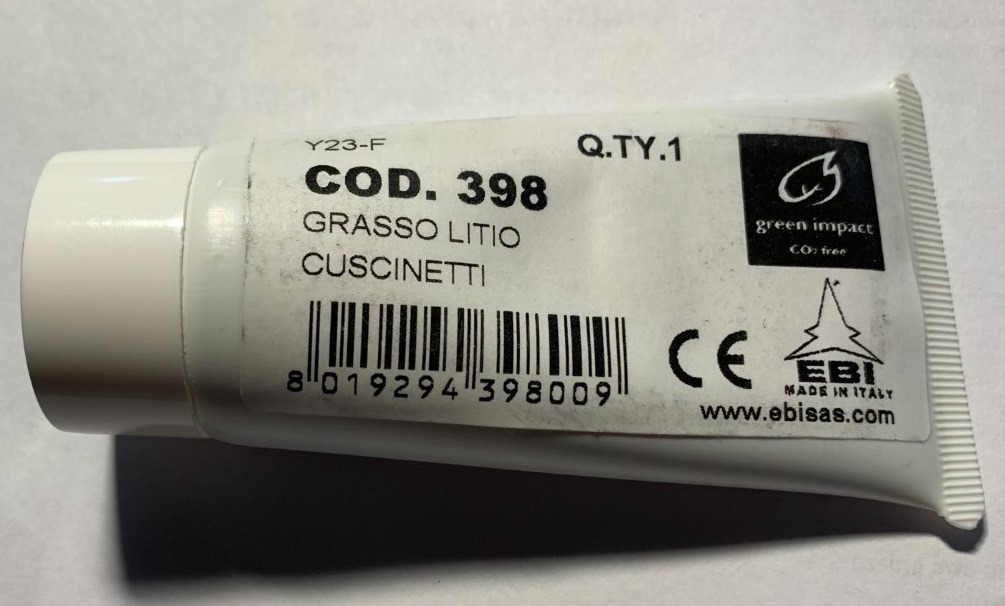 Y23-F
Q.TY.1
COD. 398
GRASSO LITIO
CUSCINETTI
8 019294 398009
green impact
CO₂ free
CE
EBI
MADE IN ITALY
www.ebisas.com